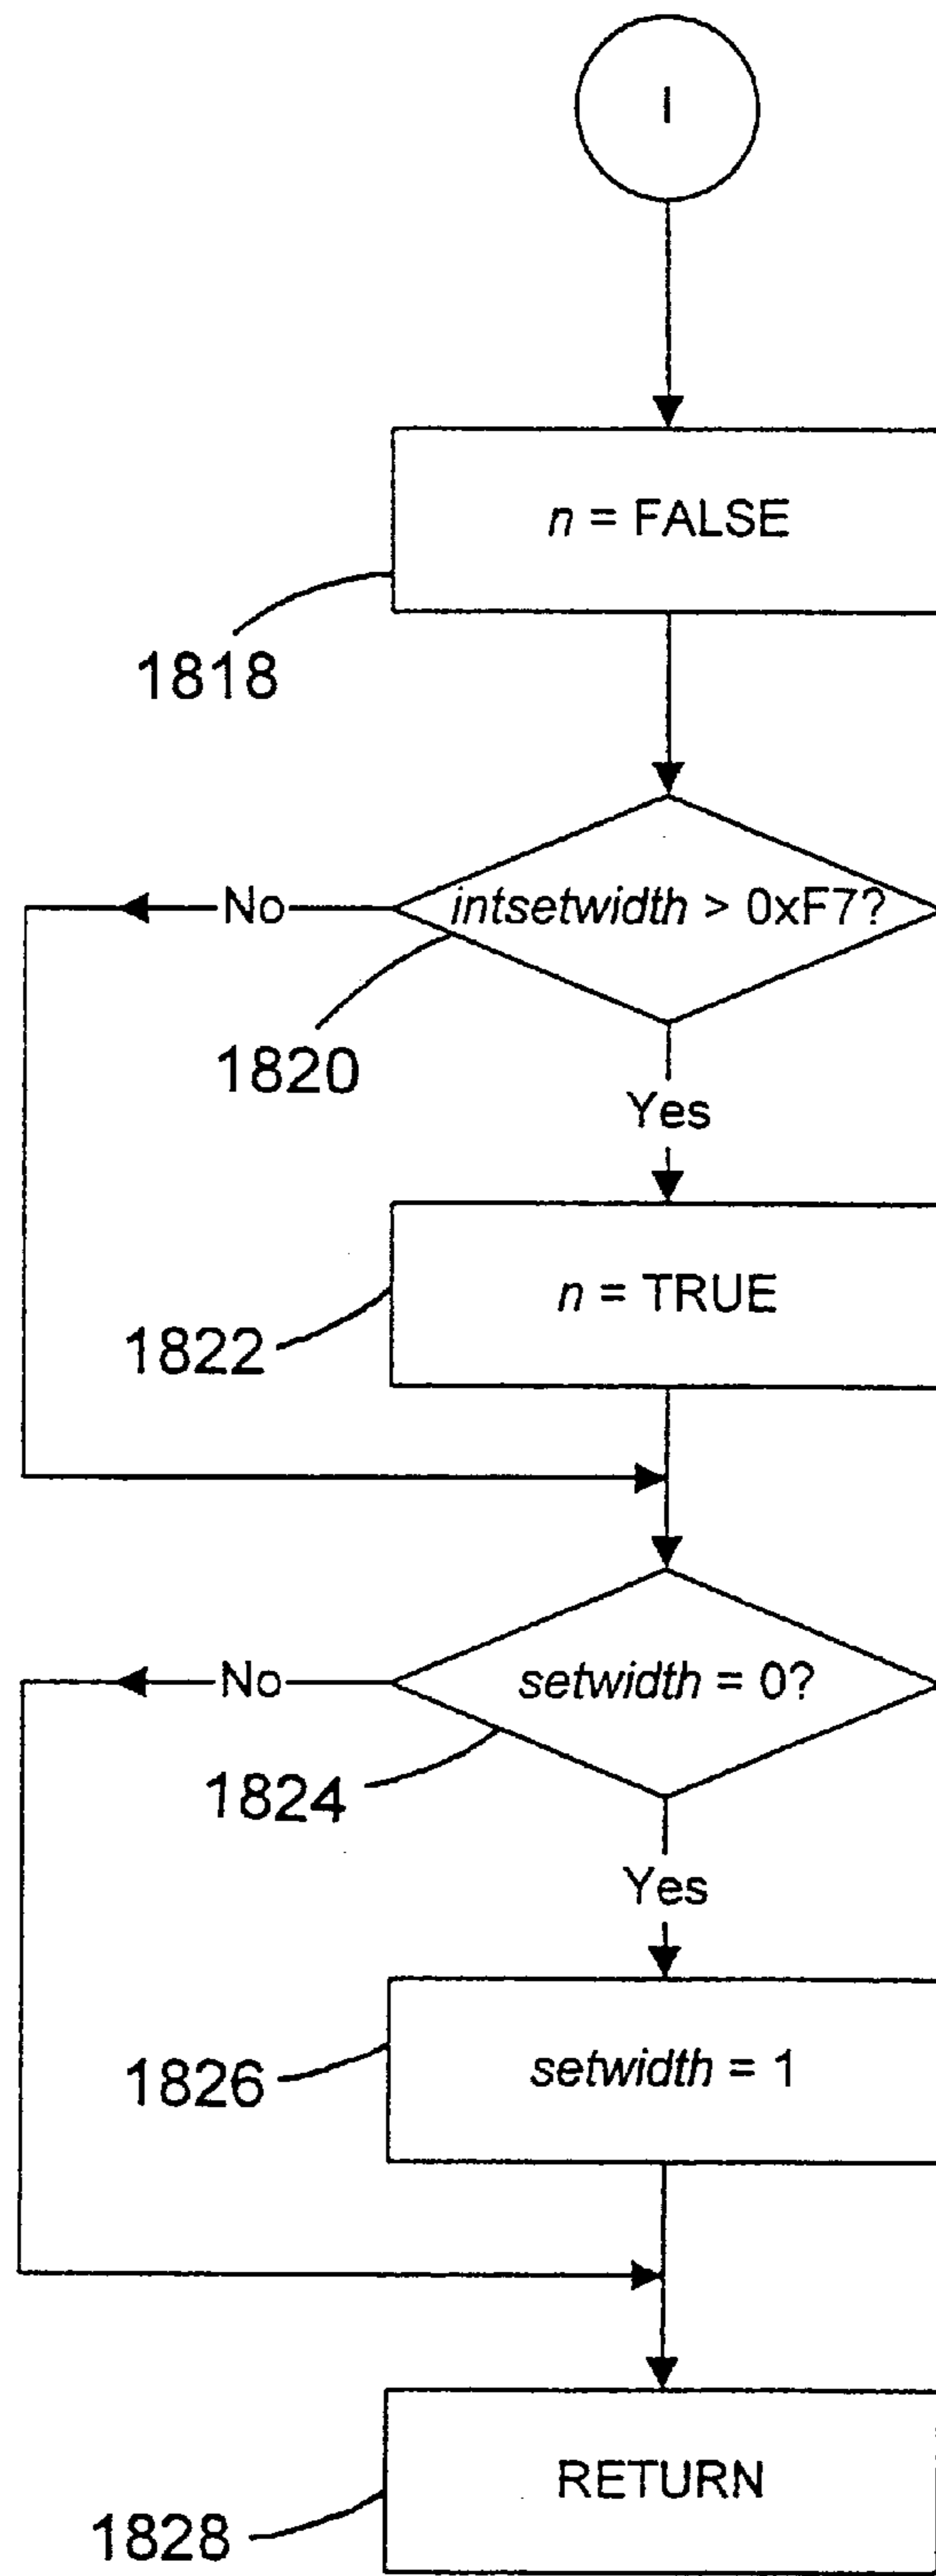 I
n = FALSE
1818
No
intsetwidth > 0xF7?
1820
Yes
n = TRUE
1822
No
setwidth = 0?
1824
Yes
setwidth = 1
1826
RETURN
1828